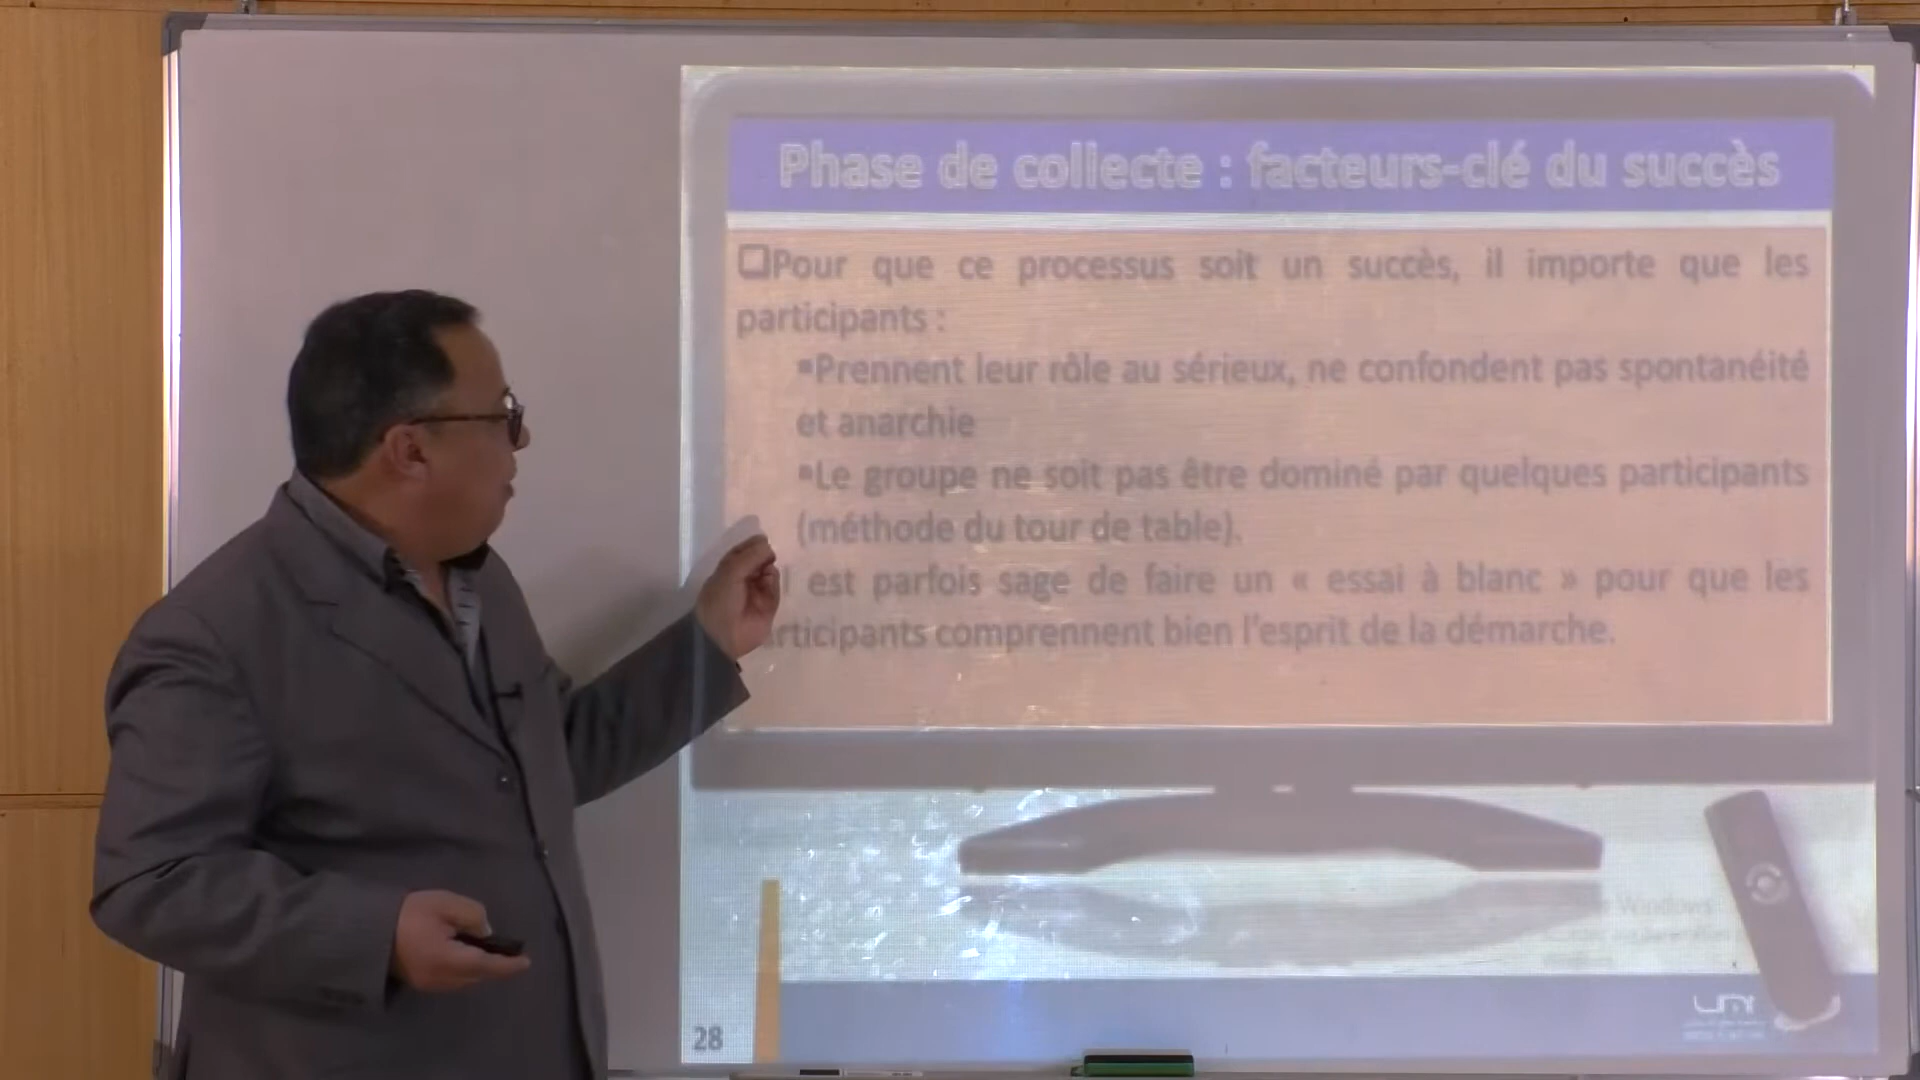 Phase de collecte : facteurs-clé du succès
❑Pour que ce processus soit un succès, il importe que les
participants :
▪Prennent leur rôle au sérieux, ne confondent pas spontanéité
et anarchie
▪Le groupe ne soit pas être dominé par quelques participants
(méthode du tour de table).
est parfois sage de faire un « essai à blanc » pour que les
articipants comprennent bien l'esprit de la démarche.
Windows
28